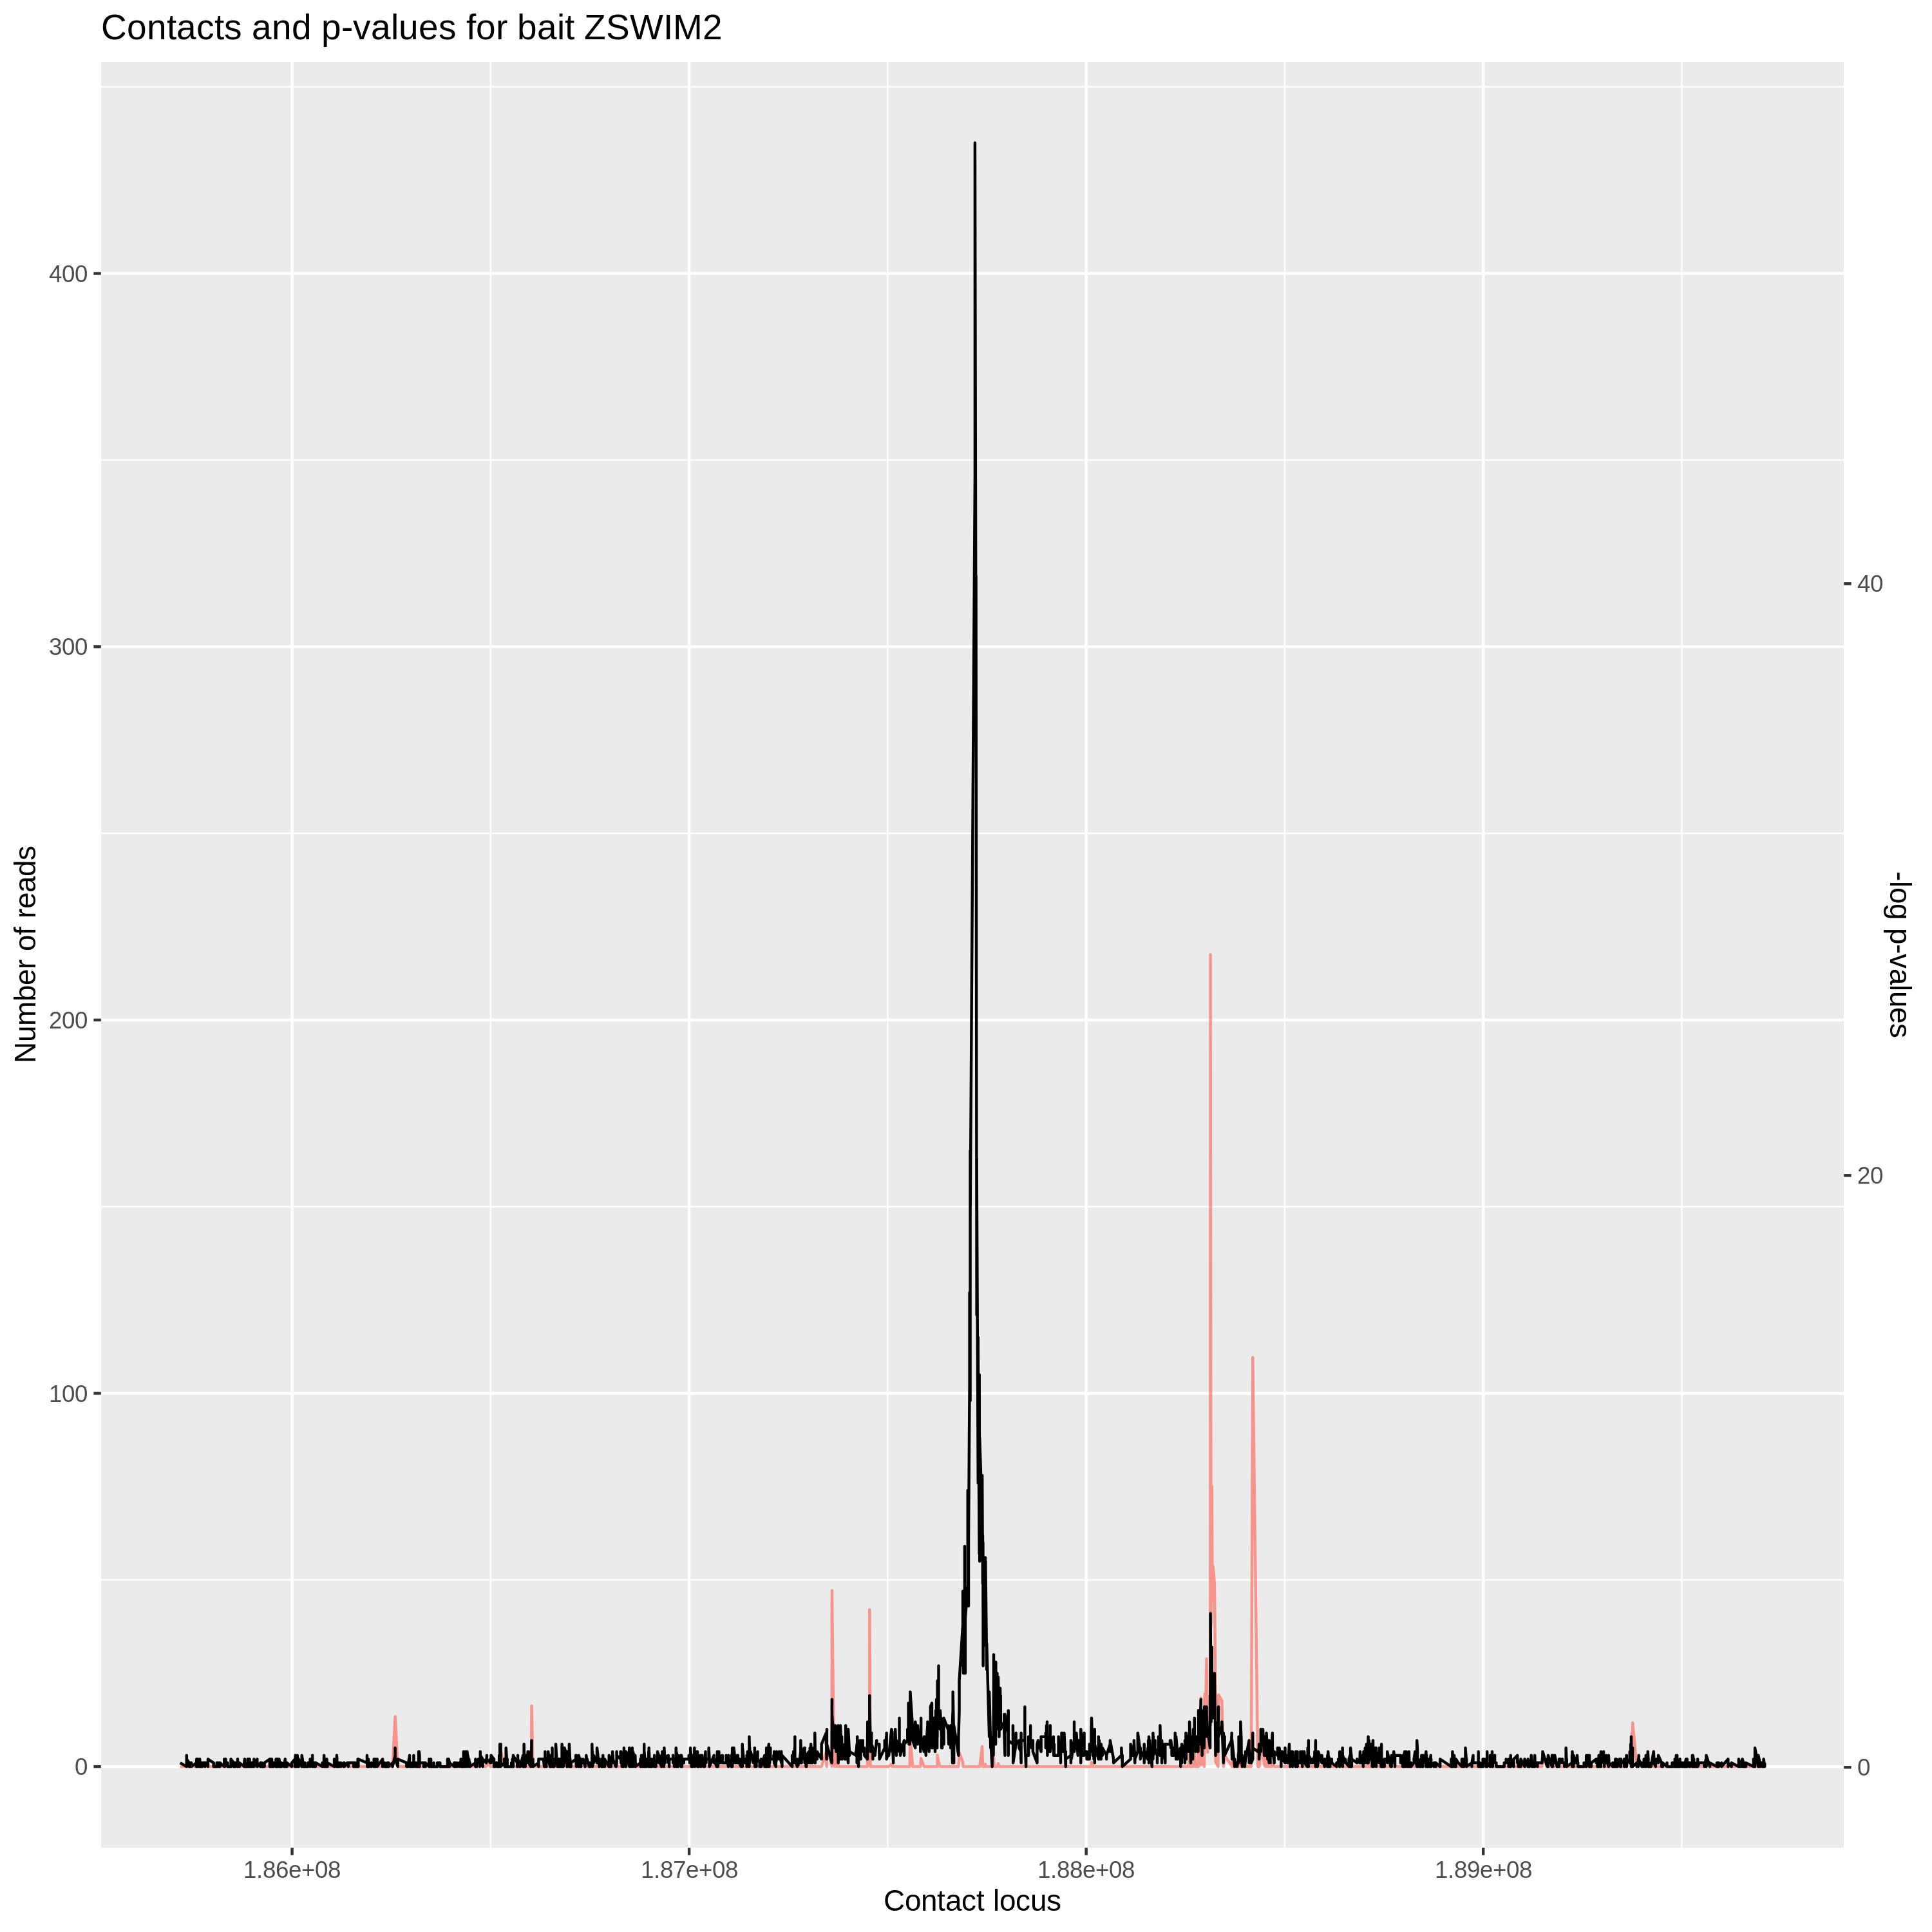 Contacts and p-values for bait ZSWIM2
400
300
200
100
0
Number of reads
40
20
0
-log p-values
1.86e+08
1.87e+08
1.88e+08
1.89e+08
Contact locus